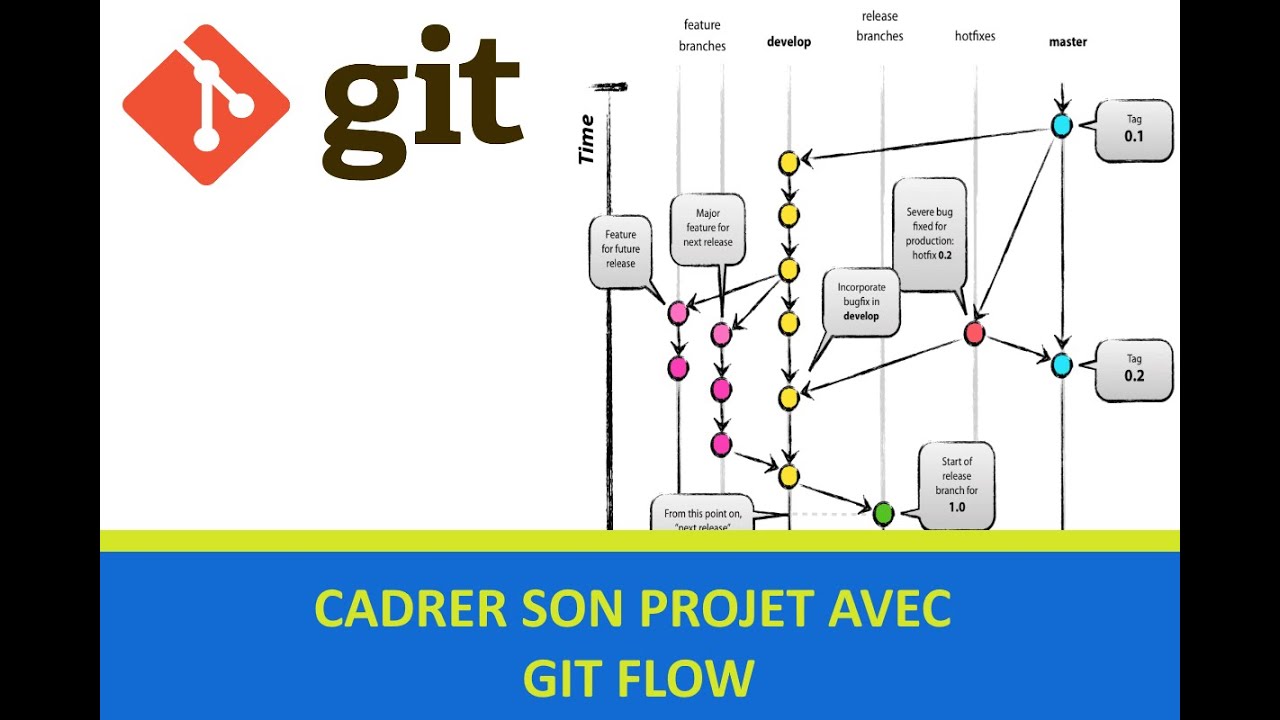 git
feature
branches
develop
release
branches
hotfixes
master
Time
Tag
0.1
Major
feature for
next release
Severe bug
fixed for
production:
hotfix 0.2
Feature
for future
release
Incorporate
bugfix in
develop
Tag
0.2
Start of
release
branch for
1.0
From this point on,
"next release"
CADRER SON PROJET AVEC
GIT FLOW